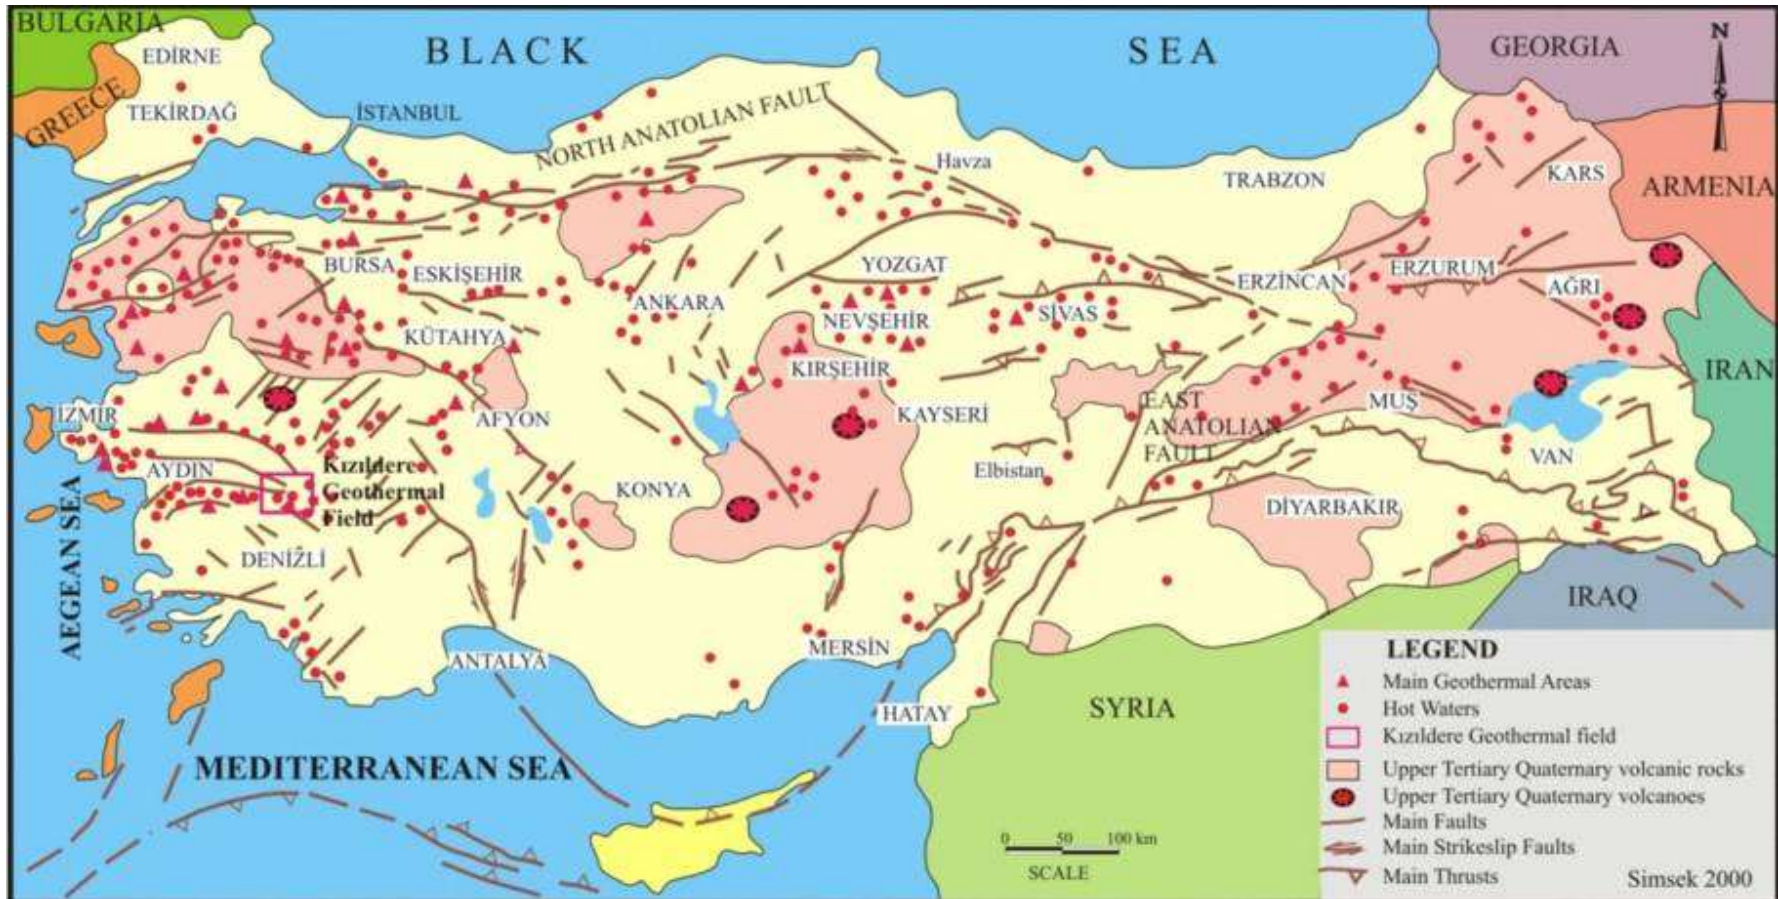 BULGARIA
EDİRNE
GREECE
TEKİRDAĞ
İSTANBUL
BLACK SEA
GEORGIA
N
NORTH ANATOLIAN FAULT
Havza
TRABZON
KARS
ARMENIA
BURSA
ESKİŞEHİR
ANKARA
YOZGAT
ERZİNCAN
ERZURUM
AĞRI
KÜTAHYA
NEVŞEHİR
SİVAS
IRAN
İZMİR
AFYON
KIRŞEHİR
KAYSERİ
EAST
ANATOLIAN
FAULT
MUŞ
VAN
AYDIN
Kızıldere
Geothermal
Field
KONYA
Elbistan
DİYARBAKIR
AEGEAN SEA
DENİZLİ
IRAQ
ANTALYA
MERSİN
HATAY
SYRIA
MEDITERRANEAN SEA
0 50 100 km
SCALE
LEGEND
Main Geothermal Areas
Hot Waters
Kızıldere Geothermal field
Upper Tertiary Quaternary volcanic rocks
Upper Tertiary Quaternary volcanoes
Main Faults
Main Strikeslip Faults
Main Thrusts
Simsek 2000